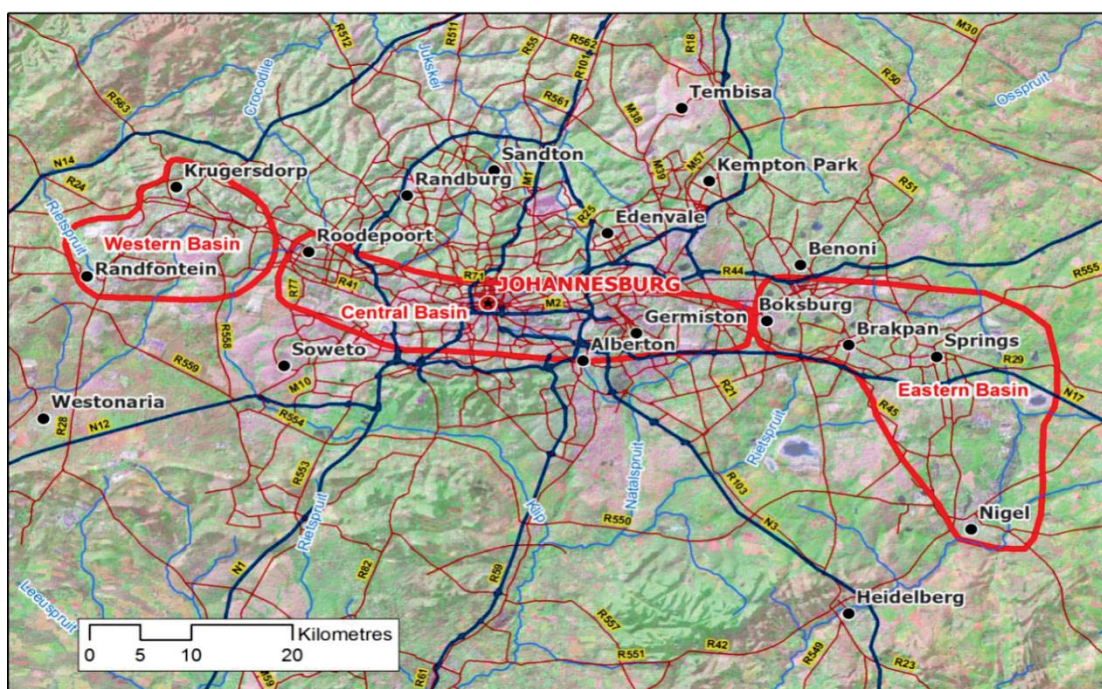 R511
R512
R55
R562
R18
M30
Jukskei
R101
R50
Crocodile
Osspruit
R563
R561
Tembisa
M38
N14
Sandton
M57
Kempton Park
R24
Krugersdorp
M1
M39
Randburg
R51
Rietspruit
R25
Edenvale
Western Basin
Roodepoort
Benoni
Randfontein
R71
R44
R555
R77
R41
JOHANNESBURG
Central Basin
M2
Germiston
Boksburg
Brakpan
Springs
R558
Alberton
R559
Soweto
R29
M10
R21
Eastern Basin
N17
Westonaria
R45
R28
N12
R554
Rietspruit
R553
Natalspruit
R103
Rietspruit
Klip
R550
N3
Nigel
N1
R82
R59
Leeuspruit
Heidelberg
Kilometres
0 5 10 20
R557
R551
R42
R549
R23
M59
R61